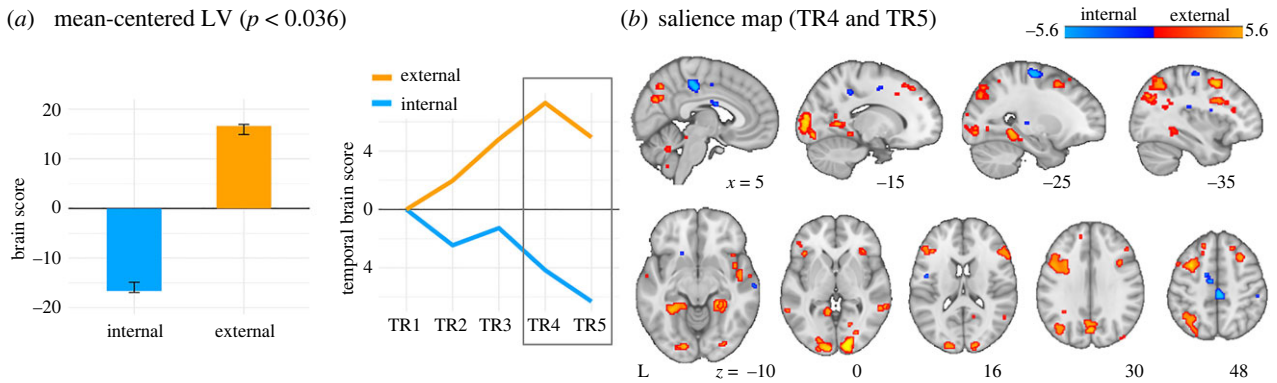 (a) mean-centered LV (p < 0.036)
20
10
0
−10
−20
brain score
internal
external
external
internal
4
0
4
temporal brain score
TR1 TR2 TR3 TR4 TR5
(b) salience map (TR4 and TR5)
internal external
−5.6 5.6
x = 5 −15 −25 −35
L z = −10 0 16 30 48